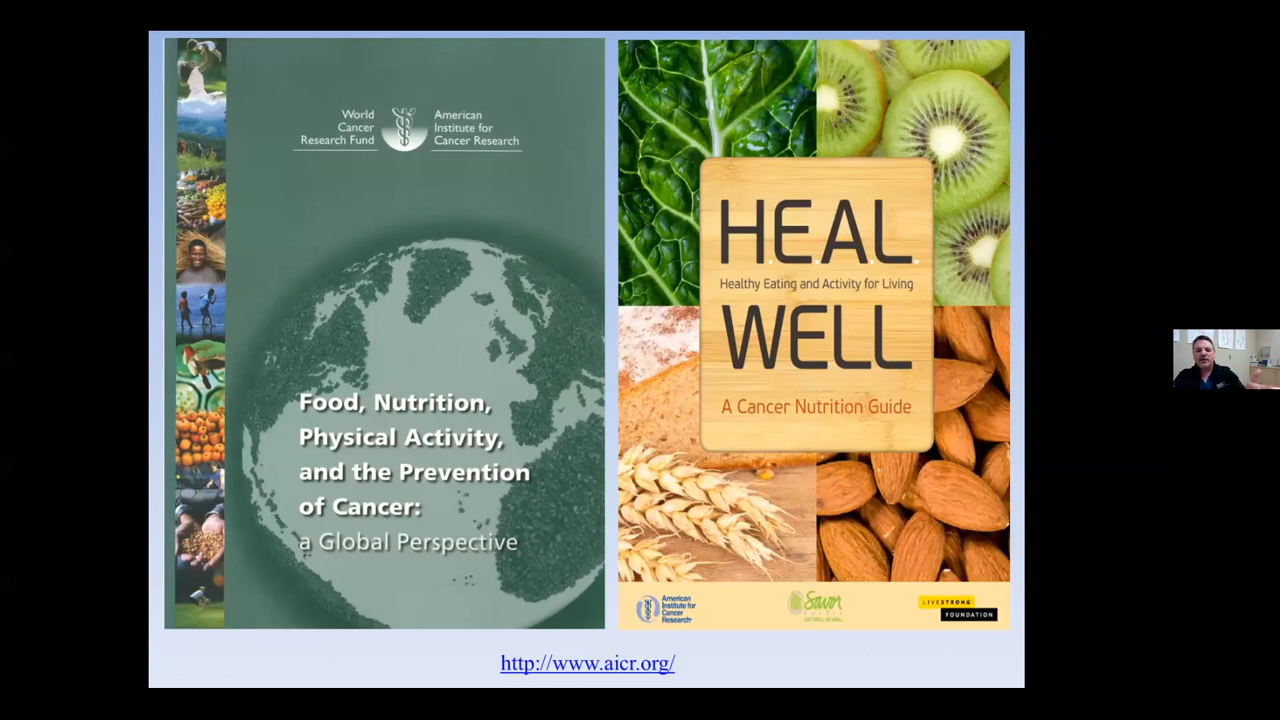 World
Cancer
Research Fund
American
Institute for
Cancer Research
Food, Nutrition,
Physical Activity,
and the Prevention
of Cancer:
a Global Perspective
H.E.A.L.
Healthy Eating and Activity for Living
WELL
A Cancer Nutrition Guide
American
Institute for
Cancer
Research
Savor
LIVESTRONG
FOUNDATION
http://www.aicr.org/